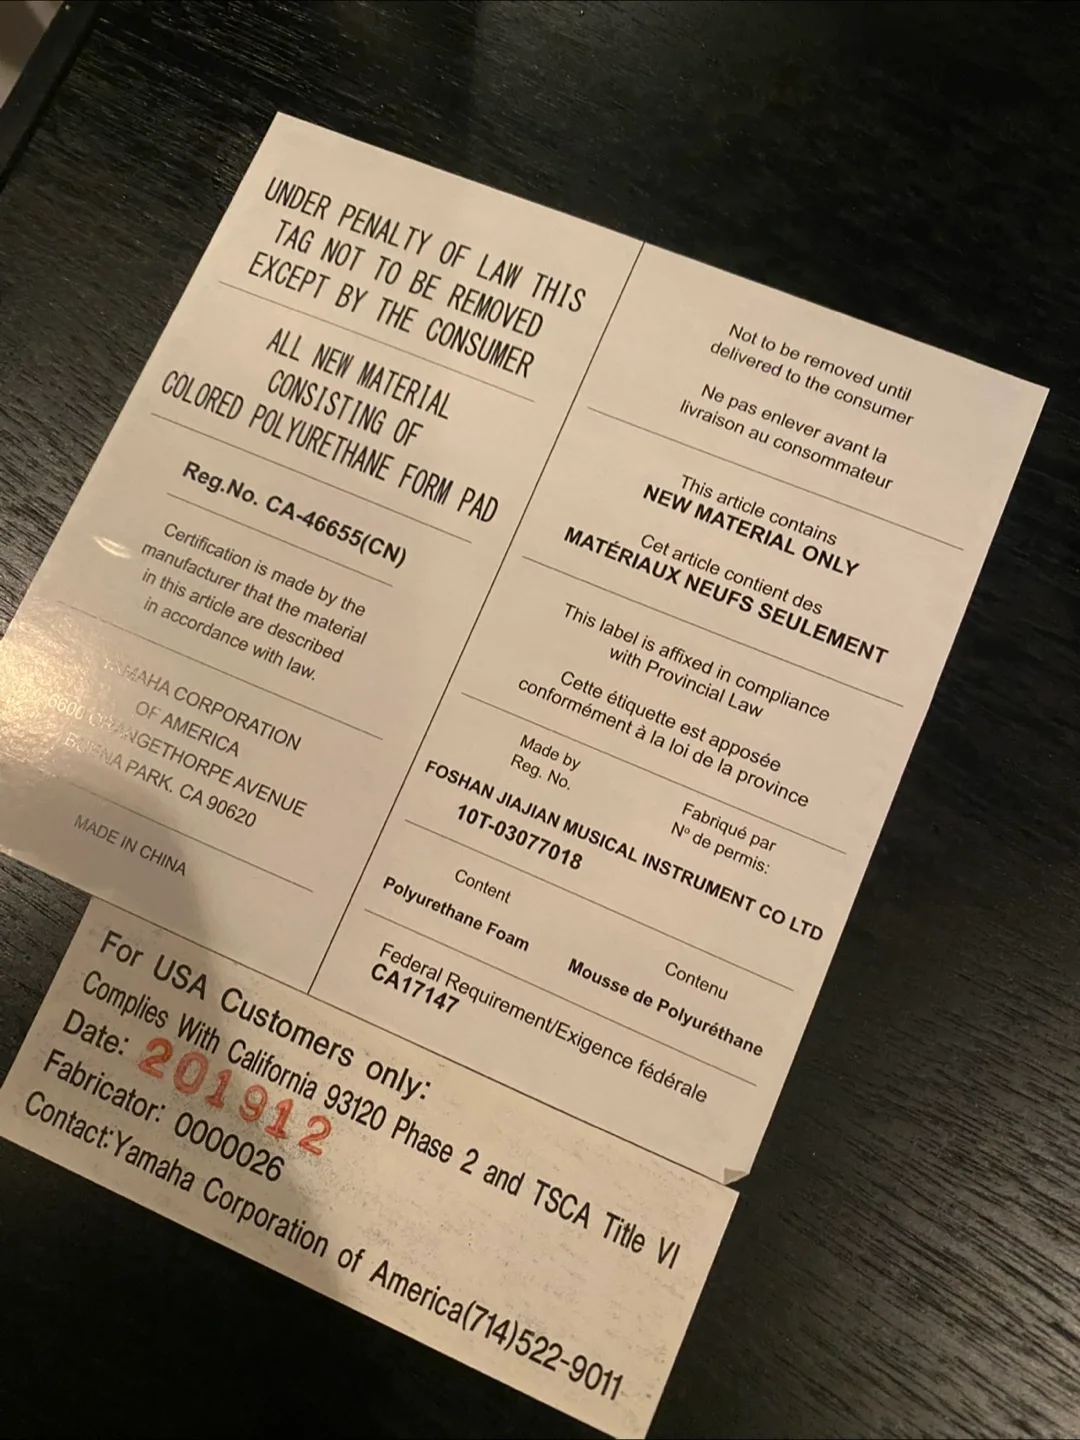 UNDER PENALTY OF LAW THIS
TAG NOT TO BE REMOVED
EXCEPT BY THE CONSUMER
ALL NEW MATERIAL
CONSISTING OF
COLORED POLYURETHANE FORM PAD
Reg.No. CA-46655(CN)
Certification is made by the
manufacturer that the material
in this article are described
in accordance with law.
YAMAHA CORPORATION
OF AMERICA
6600 ORANGETHORPE AVENUE
BUENA PARK. CA 90620
MADE IN CHINA
Not to be removed until
delivered to the consumer
Ne pas enlever avant la
livraison au consommateur
This article contains
NEW MATERIAL ONLY
Cet article contient des
MATÉRIAUX NEUFS SEULEMENT
This label is affixed in compliance
with Provincial Law
Cette étiquette est apposée
conformément à la loi de la province
Made by
Reg. No.
Fabriqué par
Nº de permis:
FOSHAN JIAJIAN MUSICAL INSTRUMENT CO LTD
10T-03077018
Content
Contenu
Polyurethane Foam
Mousse de Polyuréthane
Federal Requirement/Exigence fédérale
CA17147
For USA Customers only:
Complies With California 93120 Phase 2 and TSCA Title VI
Date: 201912
Fabricator: 0000026
Contact:Yamaha Corporation of America(714)522-9011